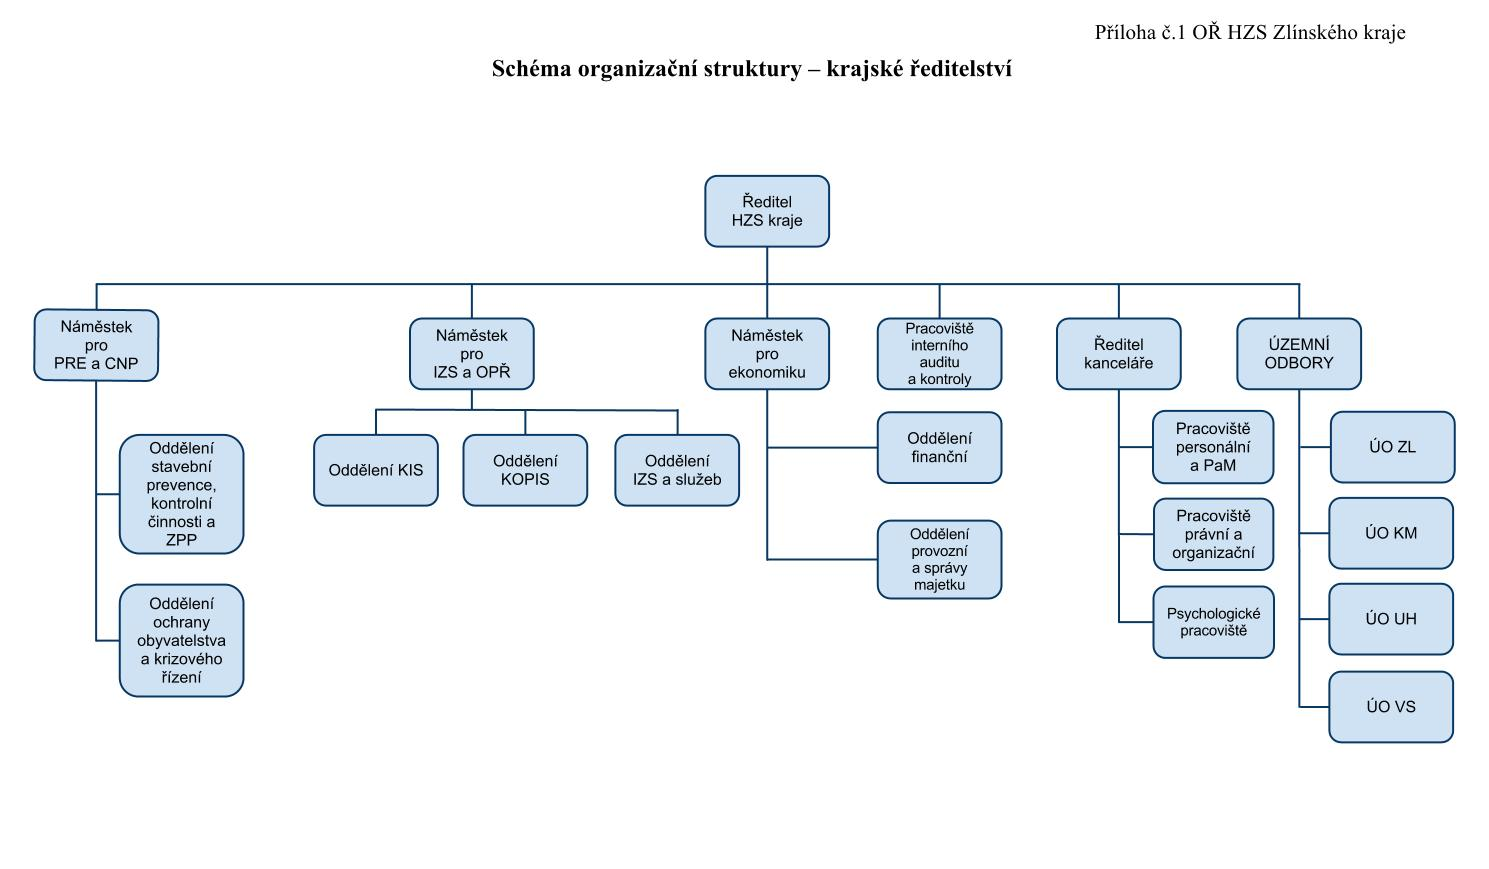 Příloha č.1 OŘ HZS Zlínského kraje
Schéma organizační struktury – krajské ředitelství
Ředitel
HZS kraje
Náměstek
pro
PRE a CNP
Náměstek
pro
IZS a OPŘ
Náměstek
pro
ekonomiku
Pracoviště
interního
auditu
a kontroly
Ředitel
kanceláře
ÚZEMNÍ
ODBORY
Oddělení
stavební
prevence,
kontrolní
činnosti a
ZPP
Oddělení
ochrany
obyvatelstva
a krizového
řízení
Oddělení KIS
Oddělení
KOPIS
Oddělení
IZS a služeb
Oddělení
finanční
Oddělení
provozní
a správy
majetku
Pracoviště
personální
a PaM
Pracoviště
právní a
organizační
Psychologické
pracoviště
ÚO ZL
ÚO KM
ÚO UH
ÚO VS